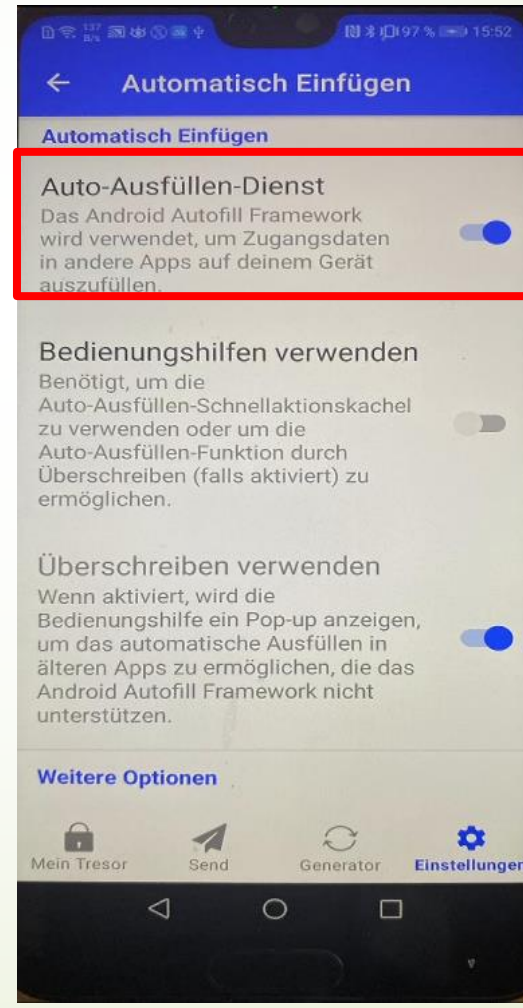 137
B/s
97 % 15:52
Automatisch Einfügen
Automatisch Einfügen
Auto-Ausfüllen-Dienst
Das Android Autofill Framework
wird verwendet, um Zugangsdaten
in andere Apps auf deinem Gerät
auszufüllen.
Bedienungshilfen verwenden
Benötigt, um die
Auto-Ausfüllen-Schnellaktionskachel
zu verwenden oder um die
Auto-Ausfüllen-Funktion durch
Überschreiben (falls aktiviert) zu
ermöglichen.
Überschreiben verwenden
Wenn aktiviert, wird die
Bedienungshilfe ein Pop-up anzeigen,
um das automatische Ausfüllen in
älteren Apps zu ermöglichen, die das
Android Autofill Framework nicht
unterstützen.
Weitere Optionen
Mein Tresor Send Generator Einstellungen